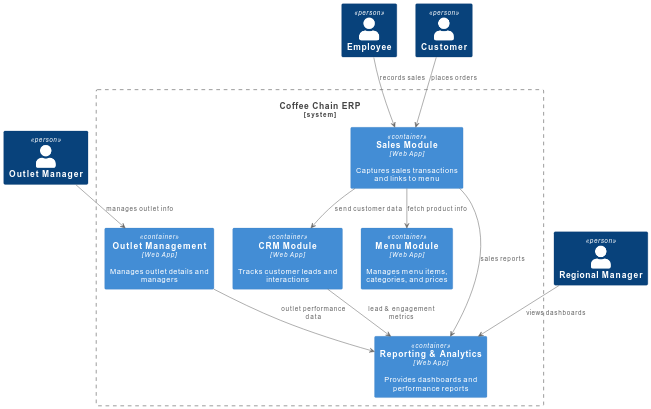 «person»
Employee
«person»
Customer
records sales
places orders
Coffee Chain ERP
[system]
«person»
Outlet Manager
«container»
Sales Module
[Web App]
Captures sales transactions
and links to menu
manages outlet info
send customer data
fetch product info
«container»
Outlet Management
[Web App]
Manages outlet details and
managers
«container»
CRM Module
[Web App]
Tracks customer leads and
interactions
«container»
Menu Module
[Web App]
Manages menu items,
categories, and prices
sales reports
«person»
Regional Manager
outlet performance
data
lead & engagement
metrics
views dashboards
«container»
Reporting & Analytics
[Web App]
Provides dashboards and
performance reports